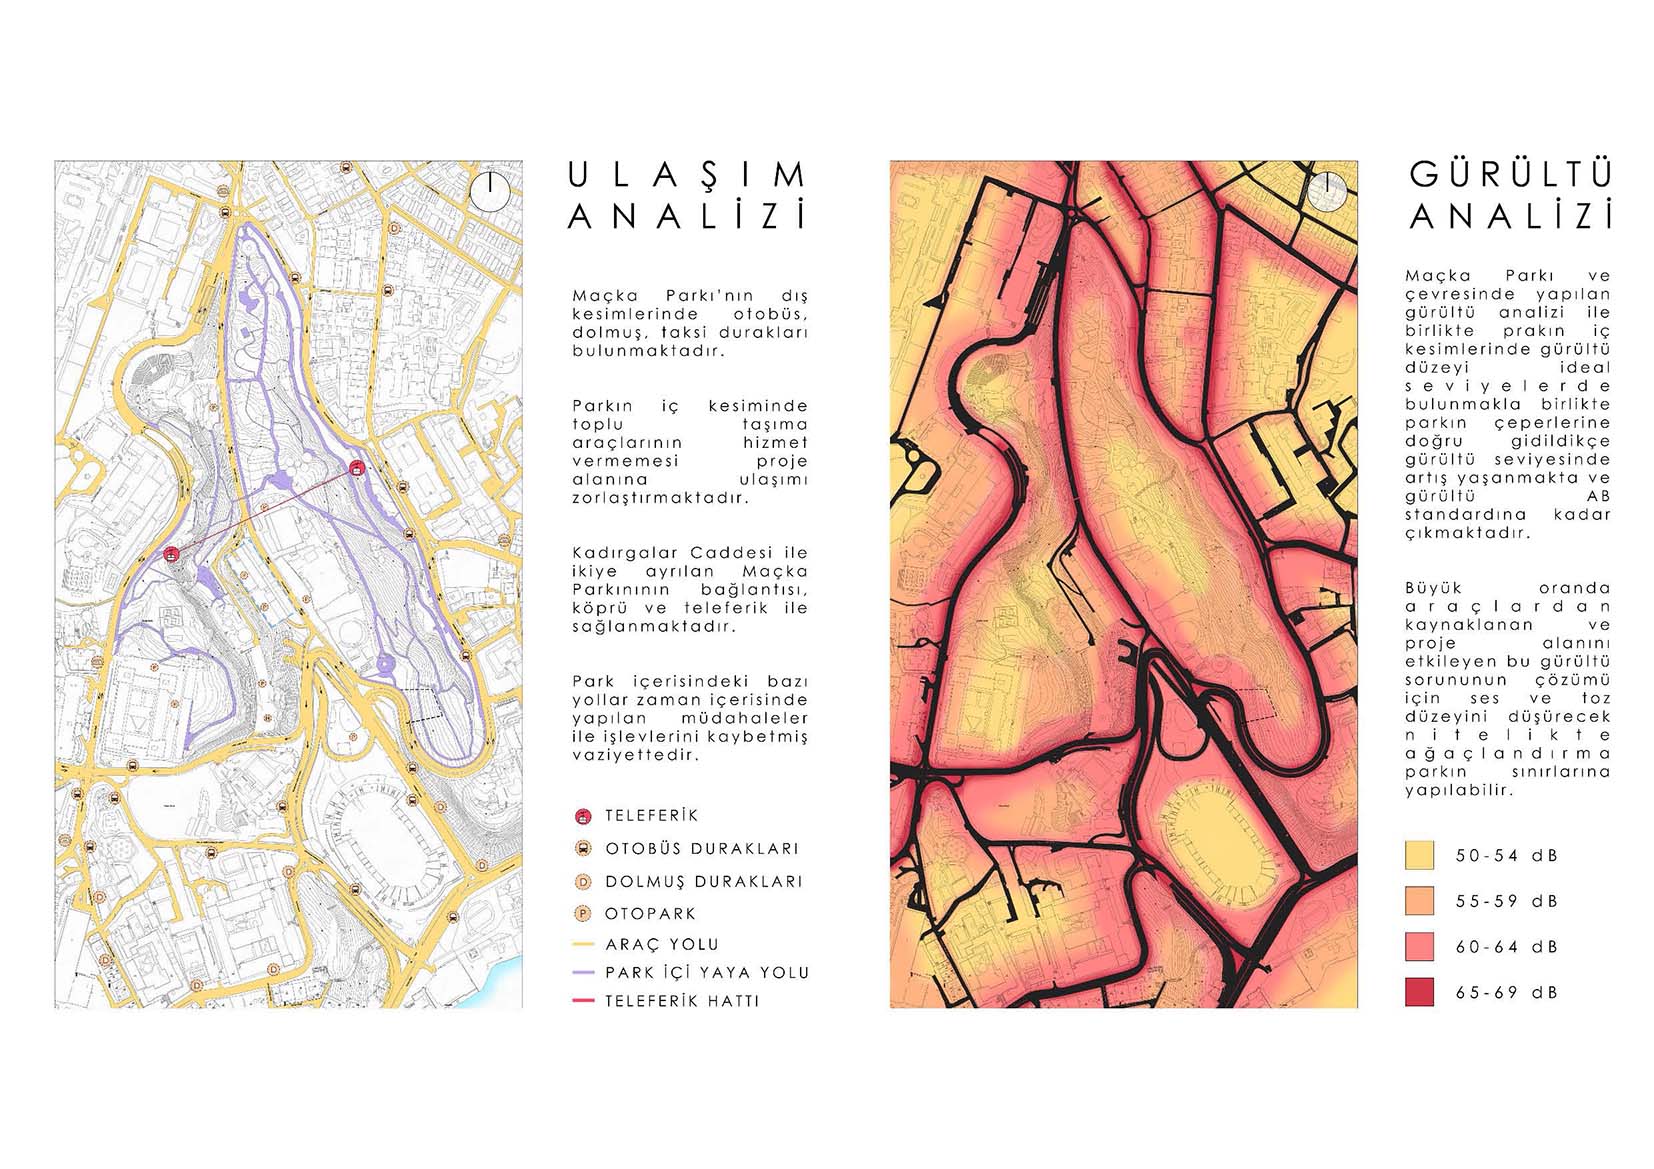 ULAŞIM
ANALİZİ
Maçka Parkı'nın dış
kesimlerinde otobüs,
dolmuş, taksi durakları
bulunmaktadır.
Parkın iç kesiminde
toplu taşıma
araçlarının hizmet
vermemesi proje
alanına ulaşımı
zorlaştırmaktadır.
Kadırgalar Caddesi ile
ikiye ayrılan Maçka
Parkınının bağlantısı,
köprü ve teleferik ile
sağlanmaktadır.
Park içerisindeki bazı
yollar zaman içerisinde
yapılan müdahaleler
ile işlevlerini kaybetmiş
vaziyettedir.
TELEFERİK
OTOBÜS DURAKLARI
D DOLMUŞ DURAKLARI
P OTOPARK
ARAÇ YOLU
PARK İÇİ YAYA YOLU
TELEFERİK HATTI
GÜRÜLTÜ
ANALİZİ
Maçka Parkı ve
çevresinde yapılan
gürültü analizi ile
birlikte prakın iç
kesimlerinde gürültü
düzeyi ideal
seviyelerde
bulunmakla birlikte
parkın çeperlerine
doğru gidildikçe
gürültü seviyesinde
artış yaşanmakta ve
gürültü AB
standardına kadar
çıkmaktadır.
Büyük oranda
araçlardan
kaynaklanan ve
proje alanını
etkileyen bu gürültü
sorununun çözümü
için ses ve toz
düzeyini düşürecek
nitelikte
ağaçlandırma
parkın sınırlarına
yapılabilir.
50-54 dB
55-59 dB
60-64 dB
65-69 dB